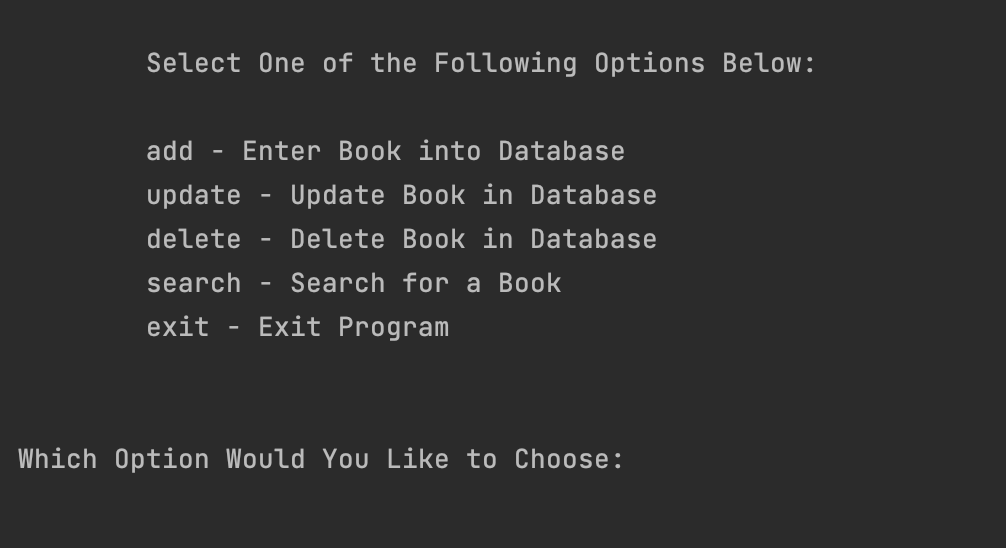 Select One of the Following Options Below:
add - Enter Book into Database
update - Update Book in Database
delete - Delete Book in Database
search - Search for a Book
exit - Exit Program
Which Option Would You Like to Choose: